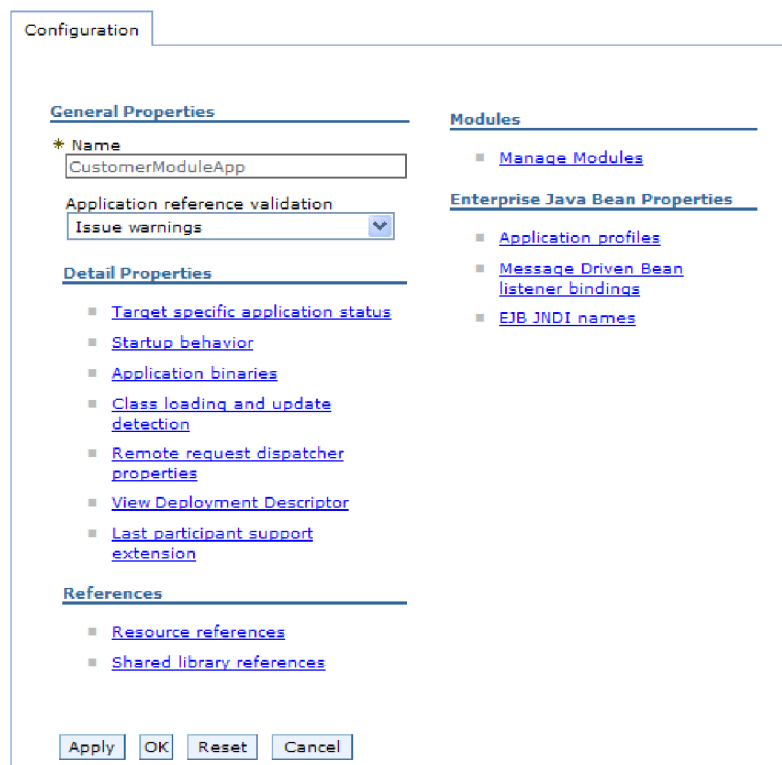 Configuration
General Properties
* Name
CustomerModuleApp
Application reference validation
Issue warnings
Detail Properties
Target specific application status
Startup behavior
Application binaries
Class loading and update
detection
Remote request dispatcher
properties
View Deployment Descriptor
Last participant support
extension
References
Resource references
Shared library references
Modules
Manage Modules
Enterprise Java Bean Properties
Application profiles
Message Driven Bean
listener bindings
EJB JNDI names
Apply OK Reset Cancel